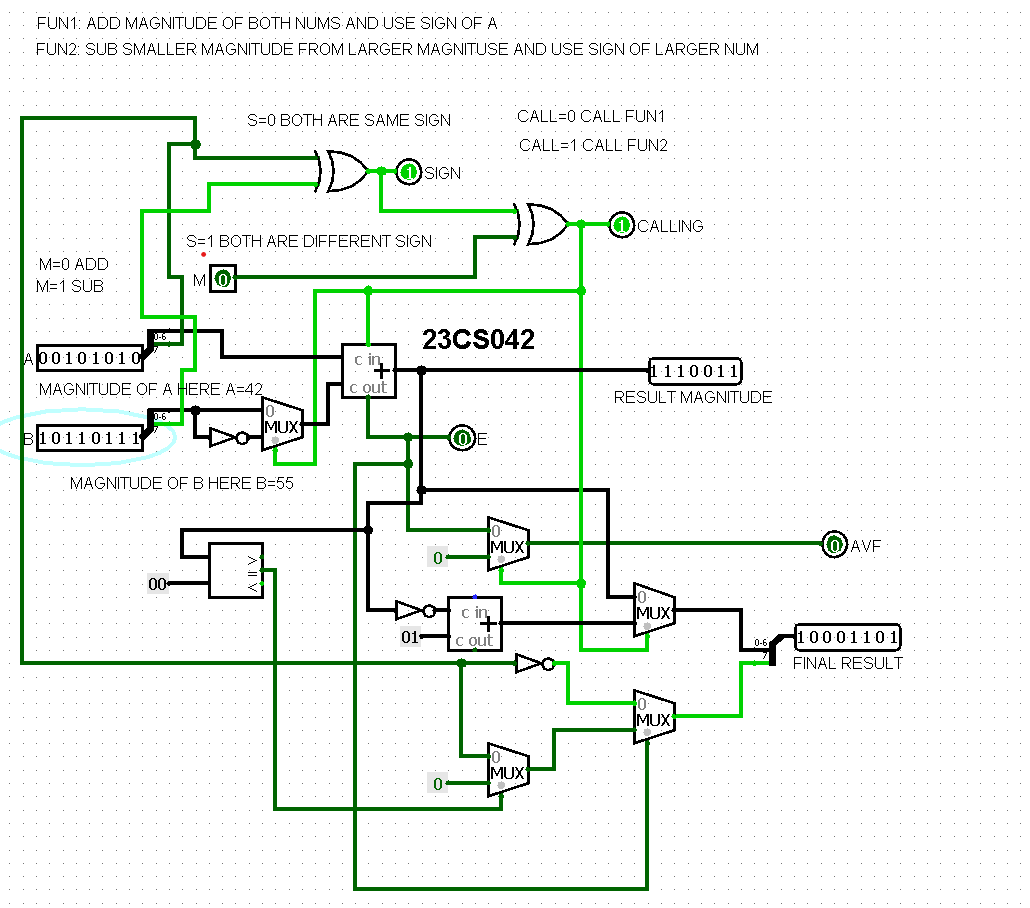 FUN1: ADD MAGNITUDE OF BOTH NUMS AND USE SIGN OF A
FUN2: SUB SMALLER MAGNITUDE FROM LARGER MAGNITUSE AND USE SIGN OF LARGER NUM
S=0 BOTH ARE SAME SIGN
CALL=0 CALL FUN1
CALL=1 CALL FUN2
1 SIGN
1 CALLING
S=1 BOTH ARE DIFFERENT SIGN
M=0 ADD
M=1 SUB
M 0
23CS042
0-6
7
A 00101010
c in
+
c out
1110011
RESULT MAGNITUDE
MAGNITUDE OF A HERE A=42
0-6
7
B 10110111
0
MUX
0 E
MAGNITUDE OF B HERE B=55
0
MUX
0
0 AVF
>
=
<
00
c in
+
c out
01
0
MUX
0-6
7
10001101
FINAL RESULT
0
MUX
0
MUX
0